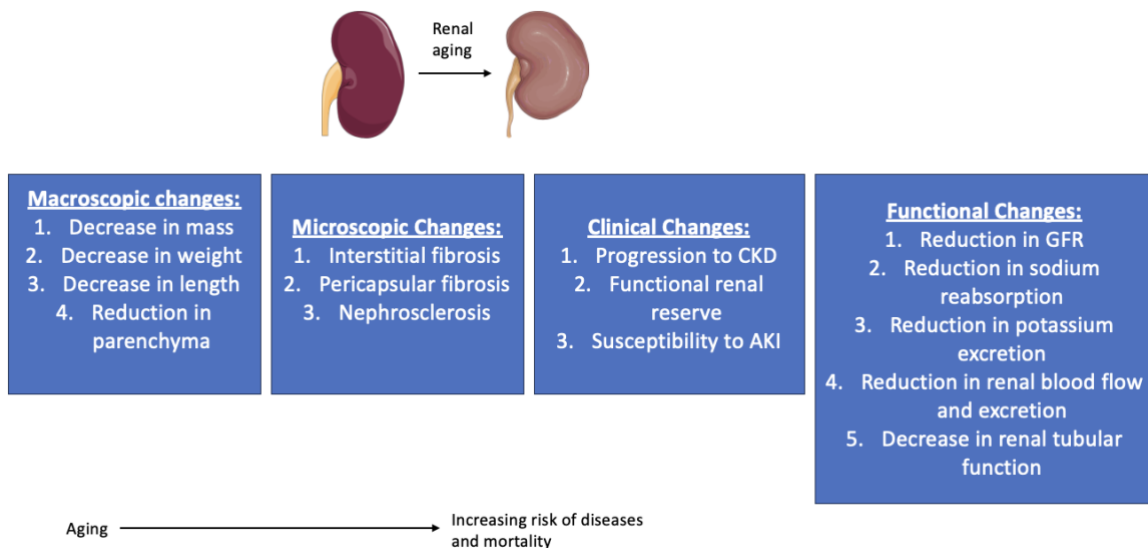 Renal
aging
Macroscopic changes:
1. Decrease in mass
2. Decrease in weight
3. Decrease in length
4. Reduction in
parenchyma
Microscopic Changes:
1. Interstitial fibrosis
2. Pericapsular fibrosis
3. Nephrosclerosis
Clinical Changes:
1. Progression to CKD
2. Functional renal
reserve
3. Susceptibility to AKI
Functional Changes:
1. Reduction in GFR
2. Reduction in sodium
reabsorption
3. Reduction in potassium
excretion
4. Reduction in renal blood flow
and excretion
5. Decrease in renal tubular
function
Aging
Increasing risk of diseases
and mortality